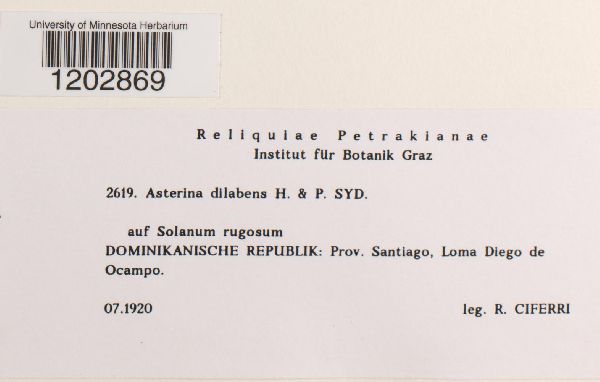 University of Minnesota Herbarium
1202869
Reliquiae Petrakianae
Institut für Botanik Graz
2619. Asterina dilabens H. & P. SYD.
auf Solanum rugosum
DOMINIKANISCHE REPUBLIK: Prov. Santiago, Loma Diego de
Ocampo.
07.1920 leg. R. CIFERRI